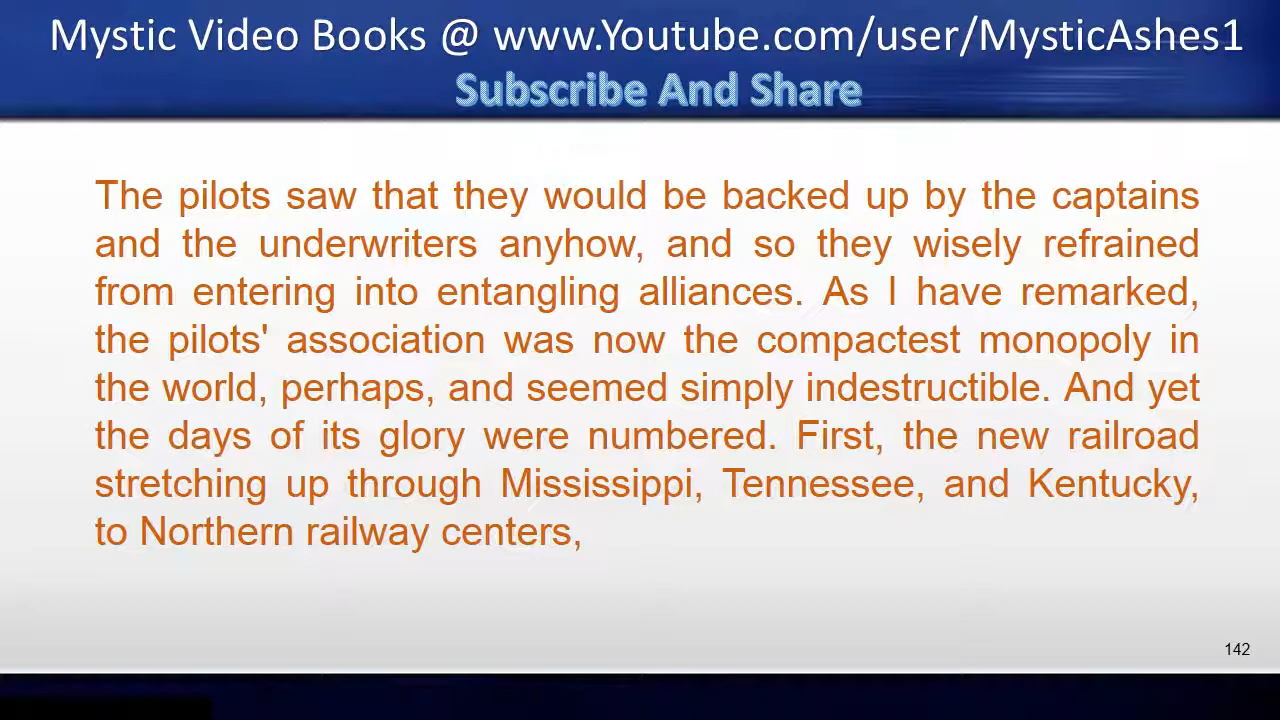 Mystic Video Books @ www.Youtube.com/user/MysticAshes1
Subscribe And Share
The pilots saw that they would be backed up by the captains
and the underwriters anyhow, and so they wisely refrained
from entering into entangling alliances. As I have remarked,
the pilots' association was now the compactest monopoly in
the world, perhaps, and seemed simply indestructible. And yet
the days of its glory were numbered. First, the new railroad
stretching up through Mississippi, Tennessee, and Kentucky,
to Northern railway centers,
142